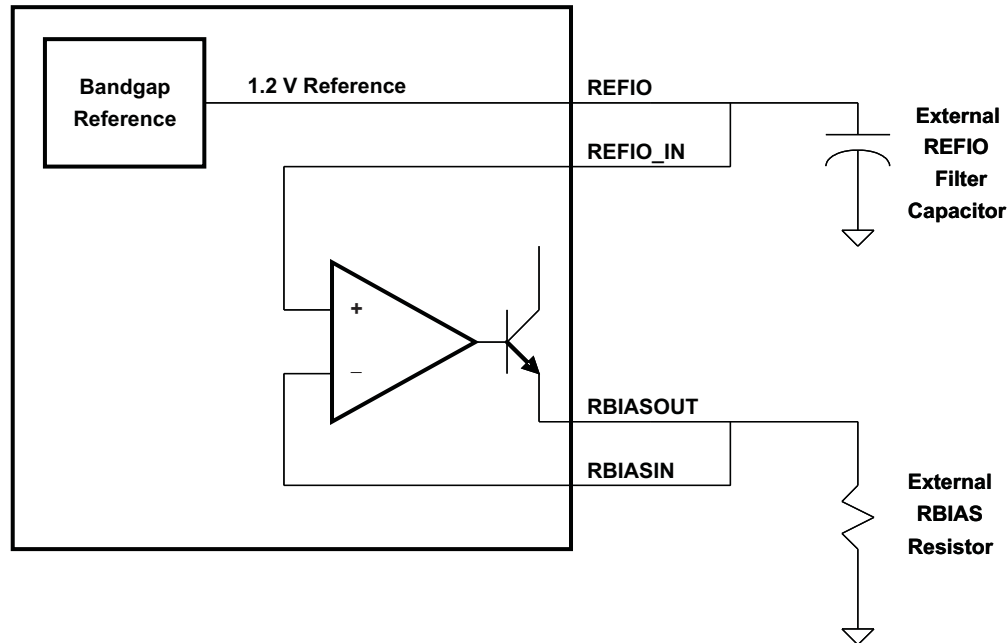 Bandgap
Reference
1.2 V Reference
REFIO
REFIO_IN
External
REFIO
Filter
Capacitor
+
–
RBIASOUT
RBIASIN
External
RBIAS
Resistor